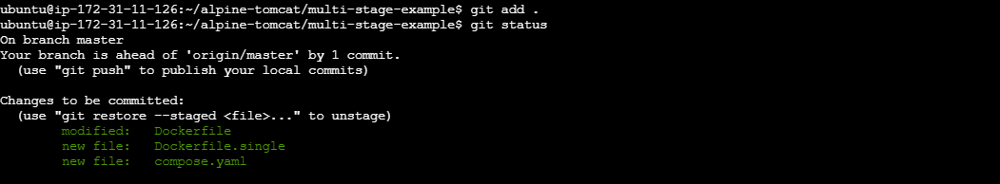 ubuntu@ip-172-31-11-126:~/alpine-tomcat/multi-stage-example$ git add .
ubuntu@ip-172-31-11-126:~/alpine-tomcat/multi-stage-example$ git status
On branch master
Your branch is ahead of 'origin/master' by 1 commit.
  (use "git push" to publish your local commits)

Changes to be committed:
  (use "git restore --staged <file>..." to unstage)
        modified:   Dockerfile
        new file:   Dockerfile.single
        new file:   compose.yaml